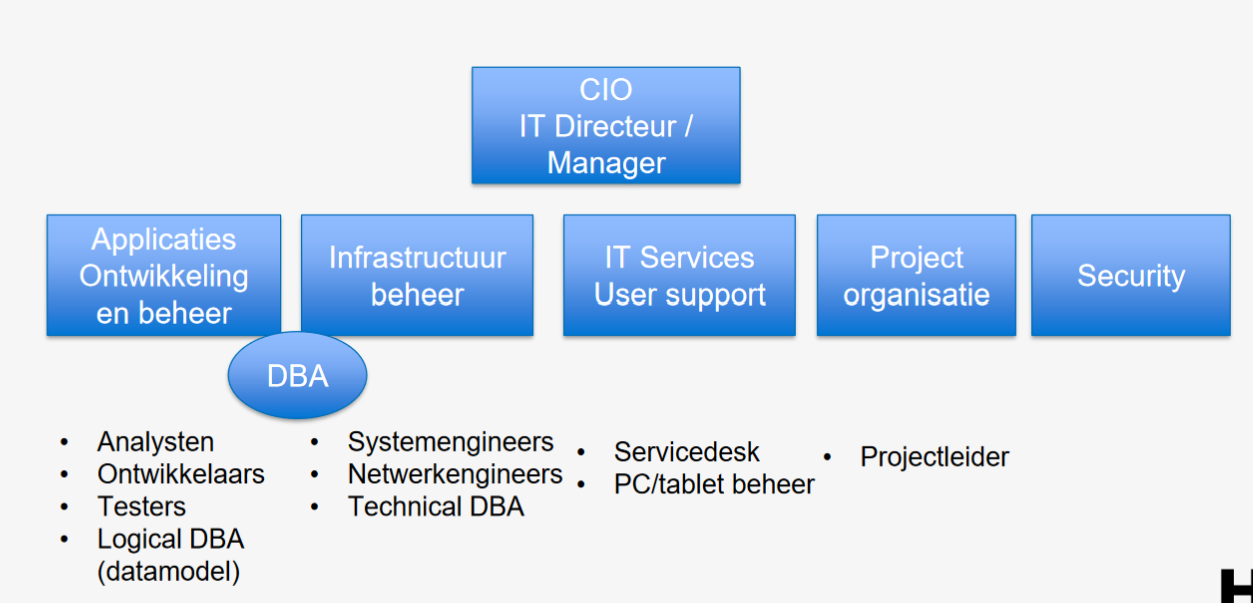 CIO
IT Directeur /
Manager
Applicaties
Ontwikkeling
en beheer
Infrastructuur
beheer
IT Services
User support
Project
organisatie
Security
DBA
• Analysten
• Ontwikkelaars
• Testers
• Logical DBA
(datamodel)
• Systemengineers
• Netwerkengineers
• Technical DBA
• Servicedesk
• PC/tablet beheer
• Projectleider